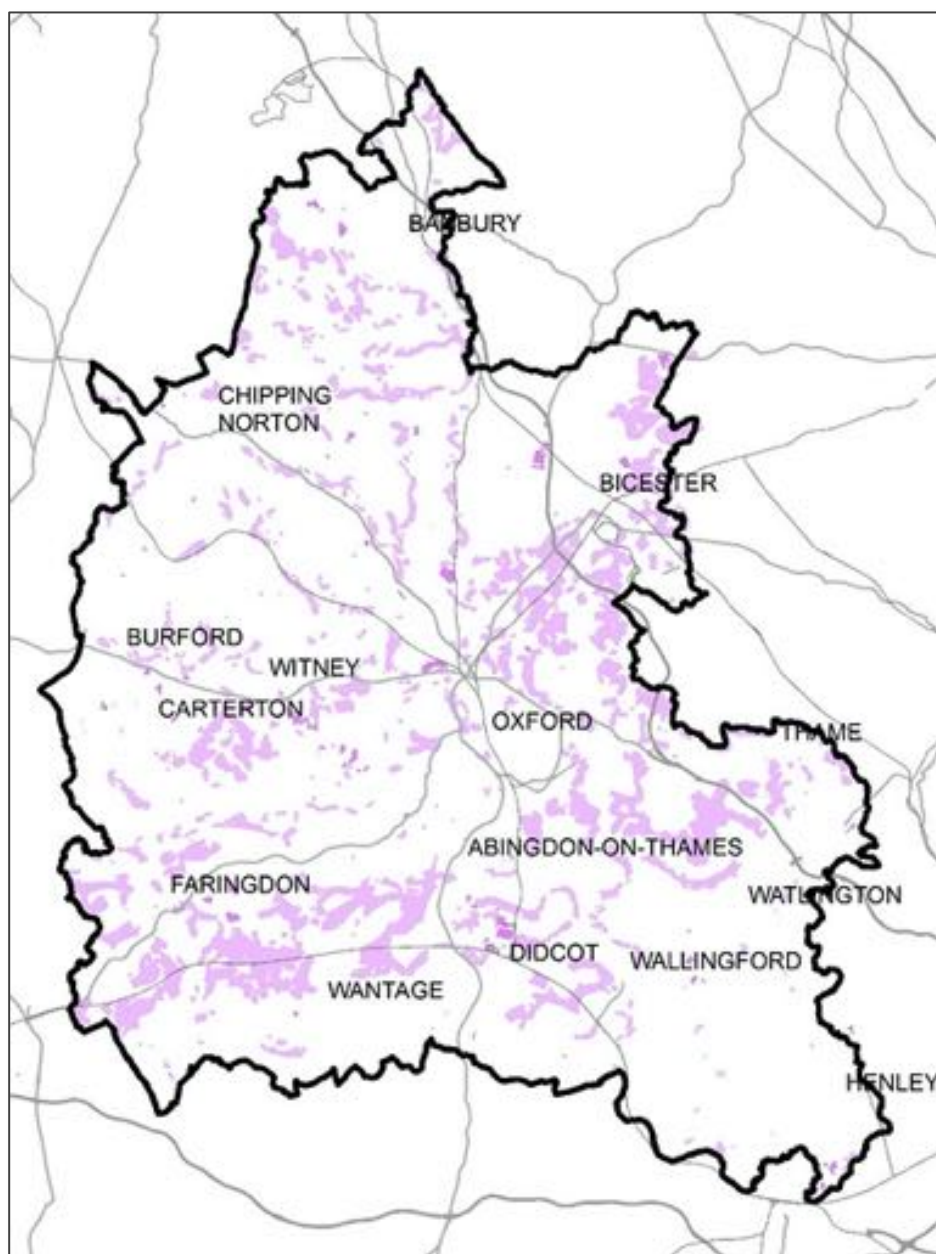 BANBURY
CHIPPING
NORTON
BICESTER
BURFORD
WITNEY
CARTERTON
OXFORD
THAME
ABINGDON-ON-THAMES
FARINGDON
WATLINGTON
DIDCOT
WALLINGFORD
WANTAGE
HENLEY